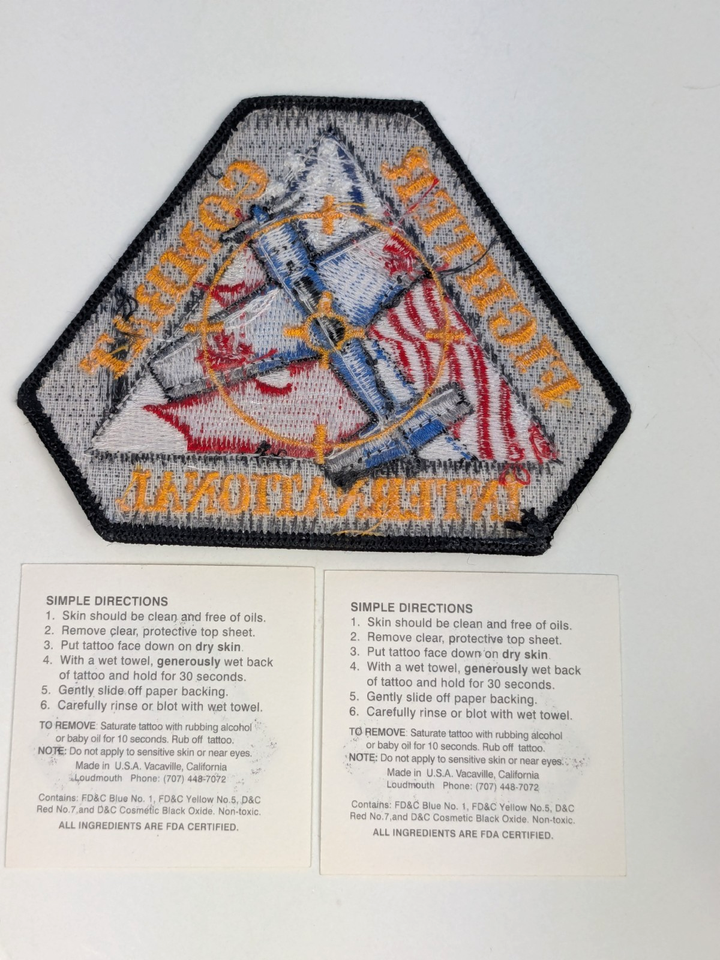 FIGHTER
COMBAT
INTERNATIONAL
SIMPLE DIRECTIONS
1. Skin should be clean and free of oils.
2. Remove clear, protective top sheet.
3. Put tattoo face down on dry skin.
4. With a wet towel, generously wet back
of tattoo and hold for 30 seconds.
5. Gently slide off paper backing.
6. Carefully rinse or blot with wet towel.
TO REMOVE: Saturate tattoo with rubbing alcohol
or baby oil for 10 seconds. Rub off tattoo.
NOTE: Do not apply to sensitive skin or near eyes.
Made in U.S.A. Vacaville, California
Loudmouth Phone: (707) 448-7072
Contains: FD&C Blue No. 1, FD&C Yellow No.5, D&C
Red No.7,and D&C Cosmetic Black Oxide. Non-toxic.
ALL INGREDIENTS ARE FDA CERTIFIED.
SIMPLE DIRECTIONS
1. Skin should be clean and free of oils.
2. Remove clear, protective top sheet.
3. Put tattoo face down on dry skin.
4. With a wet towel, generously wet back
of tattoo and hold for 30 seconds.
5. Gently slide off paper backing.
6. Carefully rinse or blot with wet towel.
TO REMOVE: Saturate tattoo with rubbing alcohol
or baby oil for 10 seconds. Rub off tattoo.
NOTE: Do not apply to sensitive skin or near eyes.
Made in U.S.A. Vacaville, California
Loudmouth Phone: (707) 448-7072
Contains: FD&C Blue No. 1, FD&C Yellow No.5, D&C
Red No.7,and D&C Cosmetic Black Oxide. Non-toxic.
ALL INGREDIENTS ARE FDA CERTIFIED.